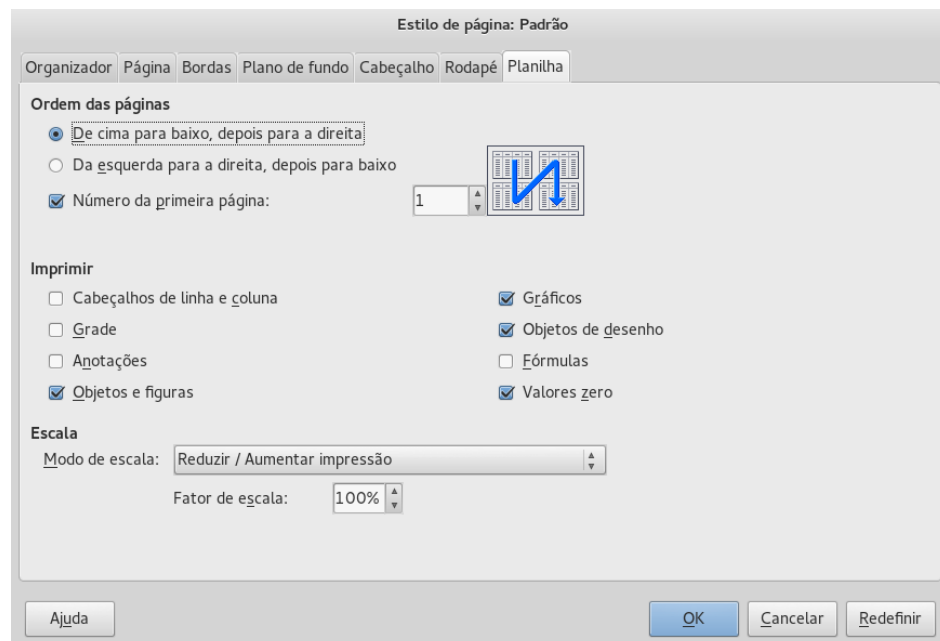 Estilo de página: Padrão
Organizador Página Bordas Plano de fundo Cabeçalho Rodapé Planilha
Ordem das páginas
De cima para baixo, depois para a direita
Da esquerda para a direita, depois para baixo
Número da primeira página: 1
Imprimir
Cabeçalhos de linha e coluna Gráficos
Grade Objetos de desenho
Anotações Fórmulas
Objetos e figuras Valores zero
Escala
Modo de escala: Reduzir / Aumentar impressão
Fator de escala: 100%
Ajuda OK Cancelar Redefinir